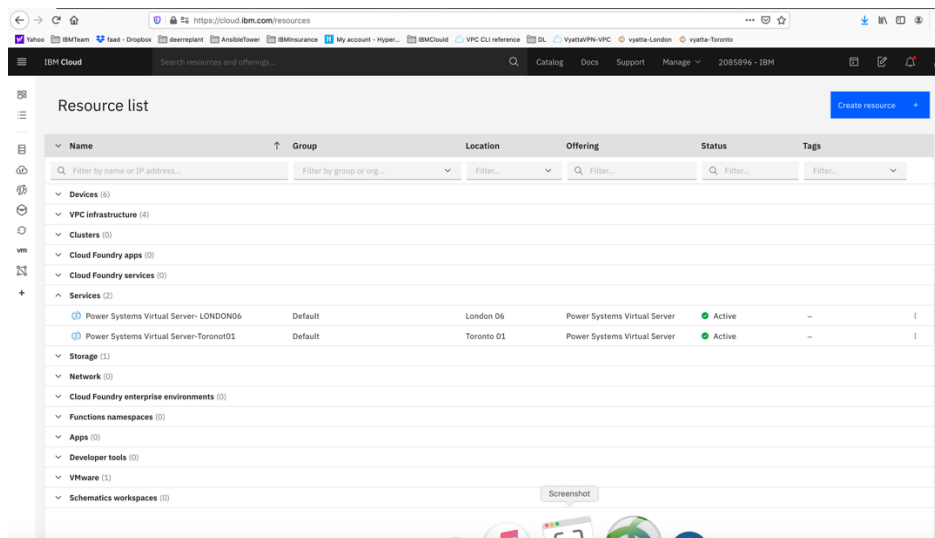 https://cloud.ibm.com/resources
Yahoo IBMTeam faad - Dropbox deerreplant AnsibleTower IBMInsurance My account - Hyper... IBMClouid VPC CLI reference DL VyattaVPN-VPC vyatta-London vyatta-Toronto
IBM Cloud Search resources and offerings... Catalog Docs Support Manage 2085896 - IBM
Resource list
Create resource +
Name Group Location Offering Status Tags
Filter by name or IP address... Filter by group or org... Filter... Filter... Filter... Filter...
Devices (6)
VPC infrastructure (4)
Clusters (0)
Cloud Foundry apps (0)
Cloud Foundry services (0)
vm
Services (2)
Power Systems Virtual Server- LONDON06 Default London 06 Power Systems Virtual Server Active –
Power Systems Virtual Server-Toronot01 Default Toronto 01 Power Systems Virtual Server Active –
Storage (1)
Network (0)
Cloud Foundry enterprise environments (0)
Functions namespaces (0)
Apps (0)
Developer tools (0)
VMware (1)
Schematics workspaces (0)
Screenshot